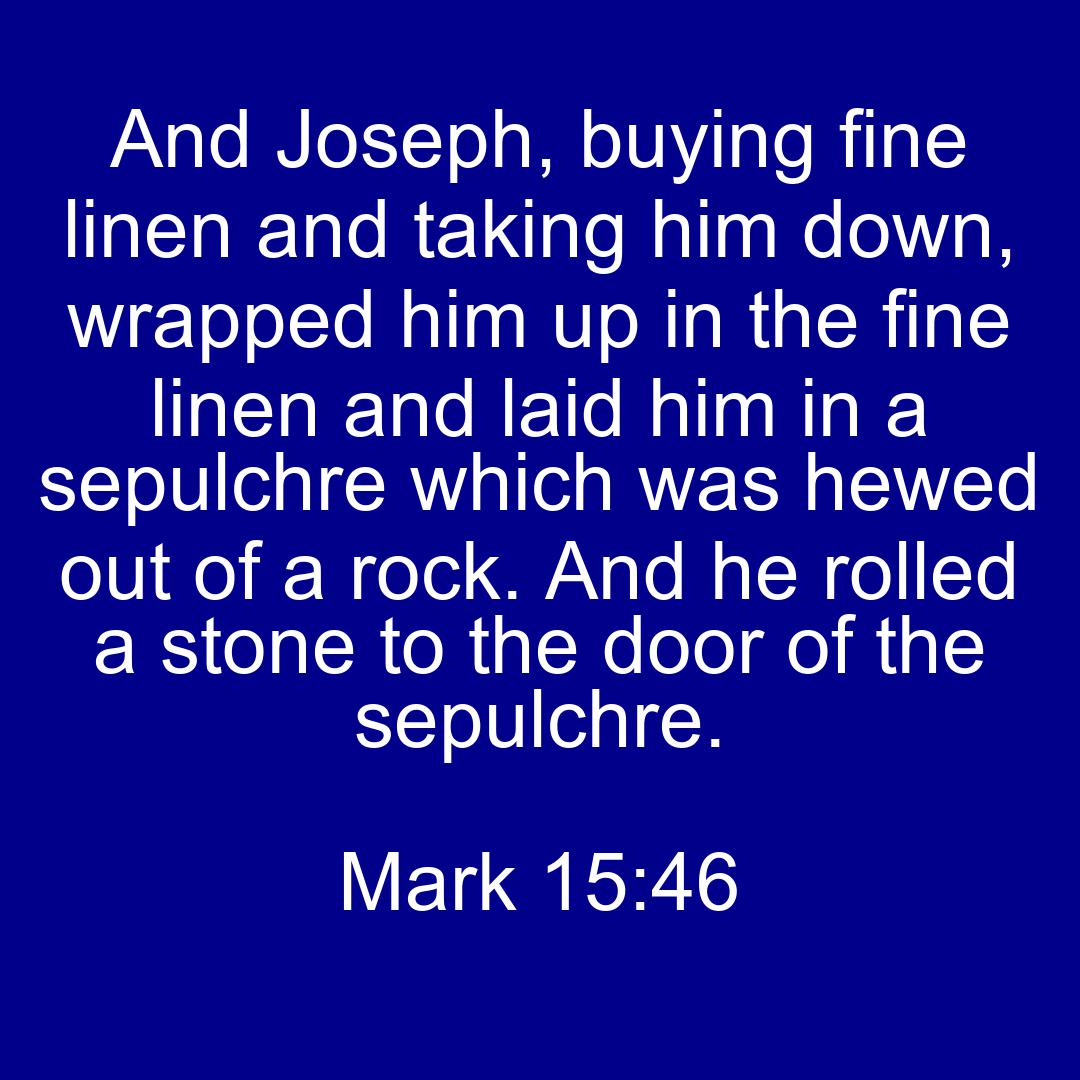 And Joseph, buying fine
linen and taking him down,
wrapped him up in the fine
linen and laid him in a
sepulchre which was hewed
out of a rock. And he rolled
a stone to the door of the
sepulchre.
Mark 15:46